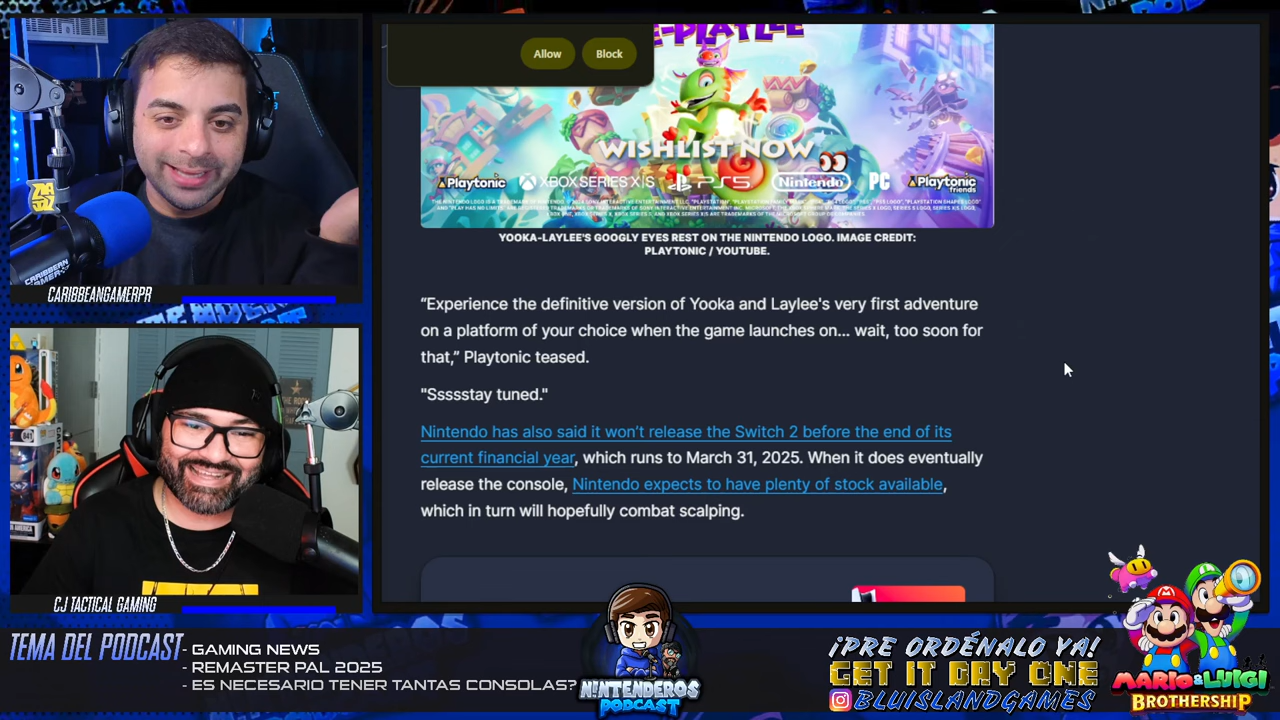 CARIBBEANGAMERPR
CJ TACTICAL GAMING
Allow
Block
WISHLIST NOW
Playtonic
XBOX SERIES X|S
PS5
Nintendo
PC
Playtonic
friends
YOOKA-LAYLEE'S GOOGLY EYES REST ON THE NINTENDO LOGO. IMAGE CREDIT:
PLAYTONIC / YOUTUBE.
“Experience the definitive version of Yooka and Laylee's very first adventure
on a platform of your choice when the game launches on... wait, too soon for
that,” Playtonic teased.
"Ssssstay tuned."
Nintendo has also said it won’t release the Switch 2 before the end of its
current financial year, which runs to March 31, 2025. When it does eventually
release the console, Nintendo expects to have plenty of stock available,
which in turn will hopefully combat scalping.
TEMA DEL PODCAST
- GAMING NEWS
- REMASTER PAL 2025
- ES NECESARIO TENER TANTAS CONSOLAS?
NINTENDEROS
PODCAST
¡PRE ORDÉNALO YA!
GET IT DAY ONE
BLUISLANDGAMES
MARIO & LUIGI
BROTHERSHIP